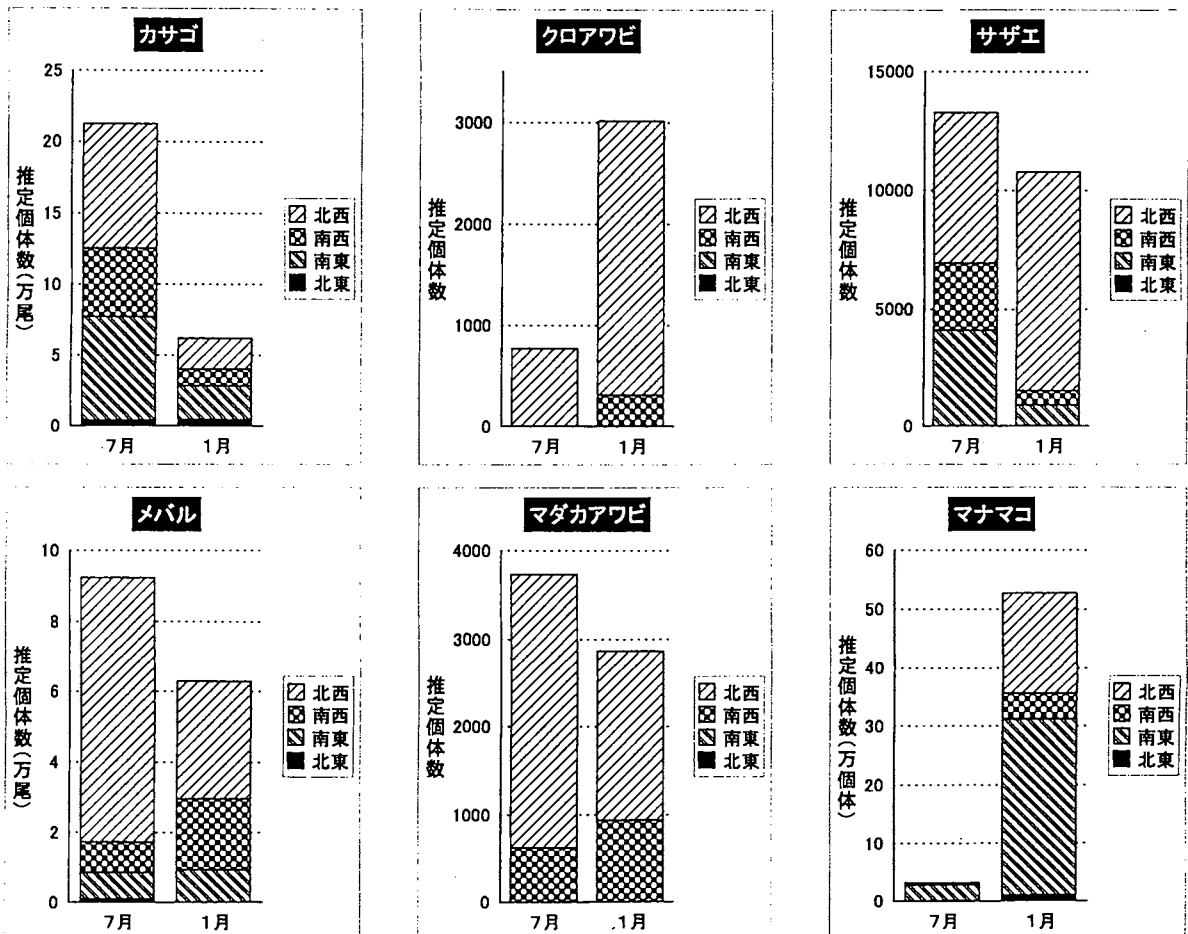 カサゴ
推定個体数(万尾)
25
20
15
10
5
0
7月 1月
北西
南西
南東
北東
クロアワビ
推定個体数
3000
2000
1000
0
7月 1月
北西
南西
南東
北東
サザエ
推定個体数
15000
10000
5000
0
7月 1月
北西
南西
南東
北東
メバル
推定個体数(万尾)
10
8
6
4
2
0
7月 1月
北西
南西
南東
北東
マダカアワビ
推定個体数
4000
3000
2000
1000
0
7月 1月
北西
南西
南東
北東
マナマコ
推定個体数(万個体)
60
50
40
30
20
10
0
7月 1月
北西
南西
南東
北東